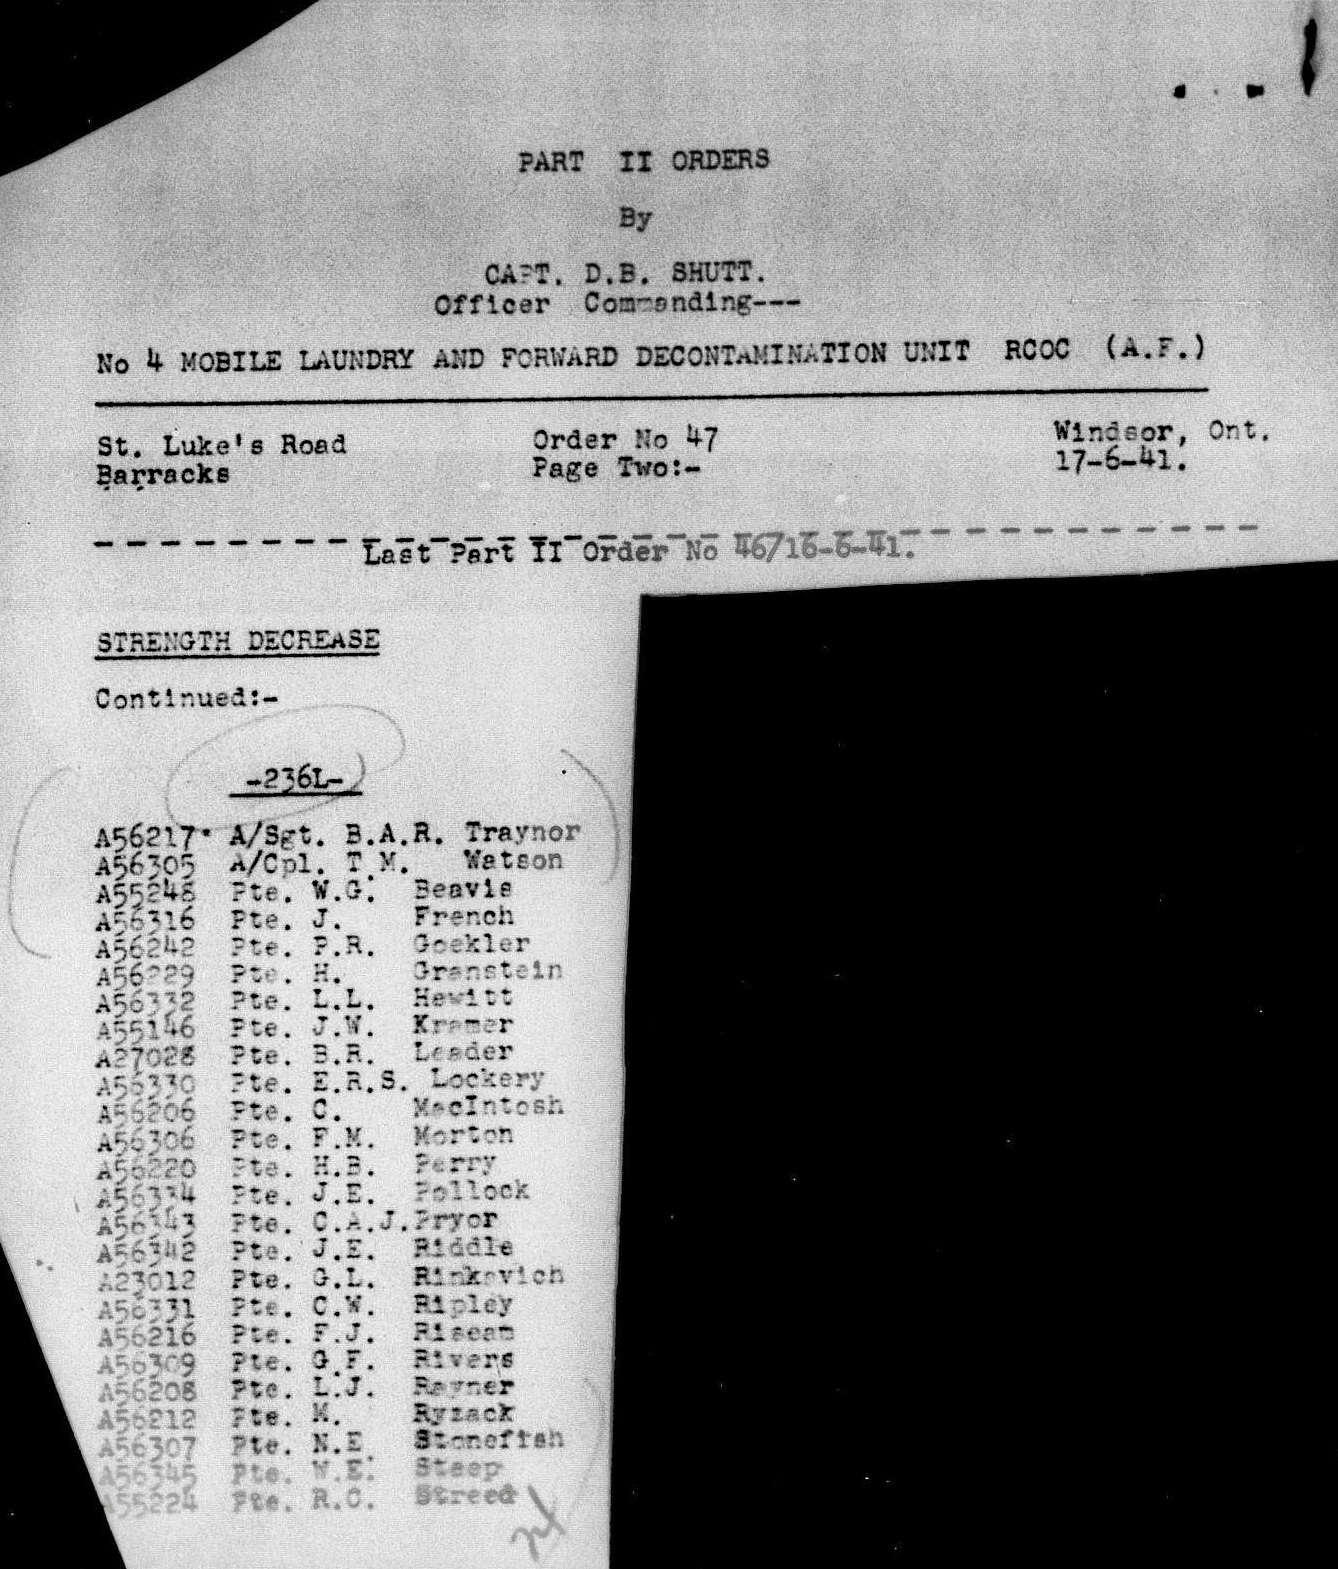 PART II ORDERS
By
CAPT. D.B. SHUTT.
Officer Commanding---
No 4 MOBILE LAUNDRY AND FORWARD DECONTAMINATION UNIT RCOC (A.F.)
St. Luke's Road Order No 47 Windsor, Ont.
Barracks Page Two:- 17-6-41.
Last Part II Order No 46/16-6-41.
STRENGTH DECREASE
Continued:-
-236L-
A56217 A/Sgt. B.A.R. Traynor
A56305 A/Cpl. T.M. Watson
A55248 Pte. W.G. Beavis
A56316 Pte. J. French
A56242 Pte. P.R. Goekler
A56229 Pte. H. Granstein
A56332 Pte. L.L. Hewitt
A55146 Pte. J.W. Kramer
A27028 Pte. B.R. Leader
A56330 Pte. E.R.S. Lockery
A56206 Pte. C. MacIntosh
A56306 Pte. F.M. Morton
A56220 Pte. H.B. Perry
A56334 Pte. J.E. Pollock
A56343 Pte. C.A.J. Pryor
A56342 Pte. J.E. Riddle
A23012 Pte. G.L. Rinkevich
A56331 Pte. C.W. Ripley
A56216 Pte. F.J. Risean
A56309 Pte. G.F. Rivers
A56208 Pte. L.J. Rayner
A56212 Pte. M. Ryzack
A56307 Pte. N.E. Stonefish
A56345 Pte. W.E. Steep
A55224 Pte. R.C. Streed